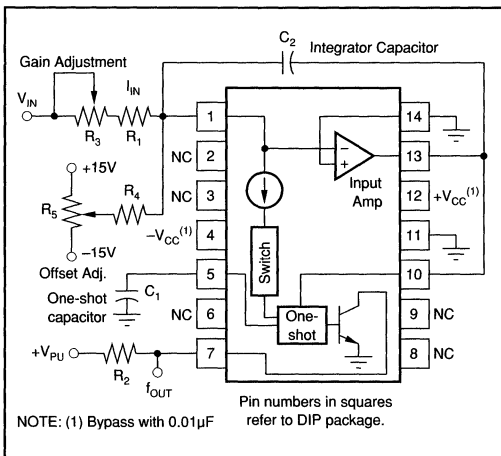 C2
Integrator Capacitor
Gain Adjustment
VIN
IIN
R3
R1
1
14
NC
2
13
+15V
R4
NC
3
Input
Amp
12
+VCC(1)
R5
–VCC(1)
4
11
–15V
Switch
Offset Adj.
5
10
One-shot
capacitor
C1
NC
6
One-
shot
9
NC
+VPU
R2
7
8
NC
fOUT
Pin numbers in squares
refer to DIP package.
NOTE: (1) Bypass with 0.01µF